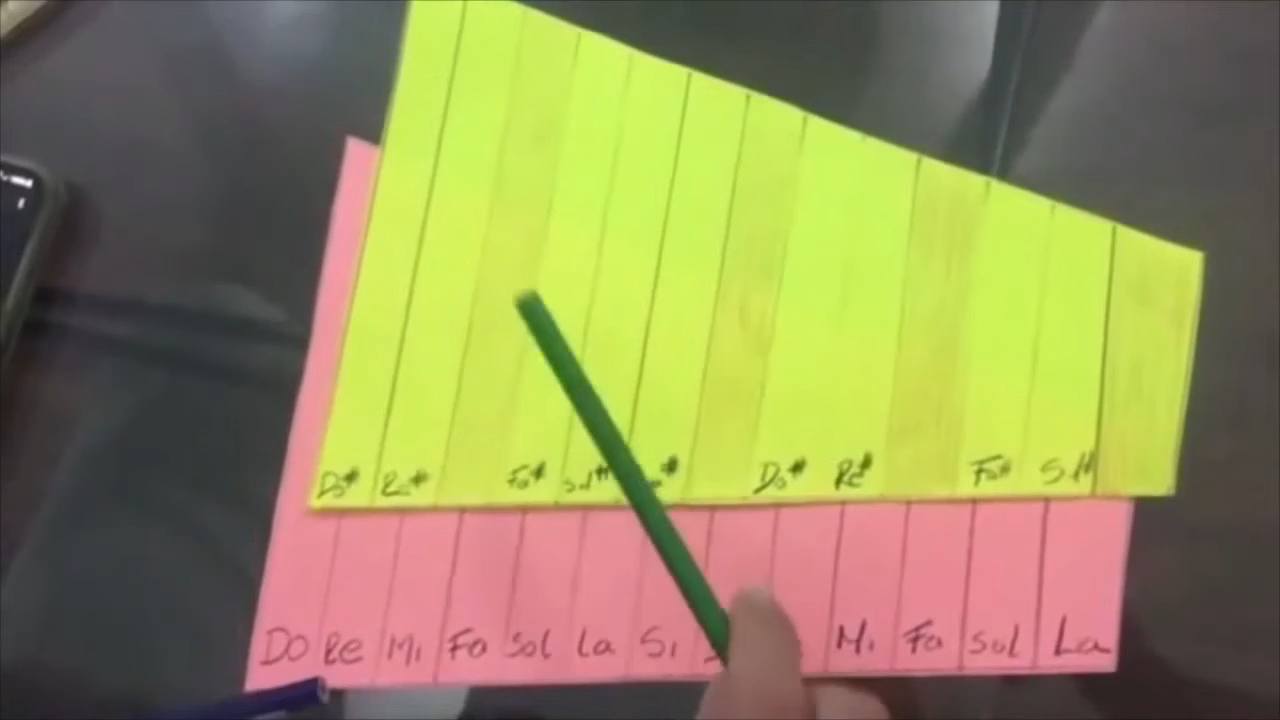 Do# Re# Fa# Sol# Do# Re# Fa#
Do Re Mi Fa Sol La Si Mi Fa Sol La